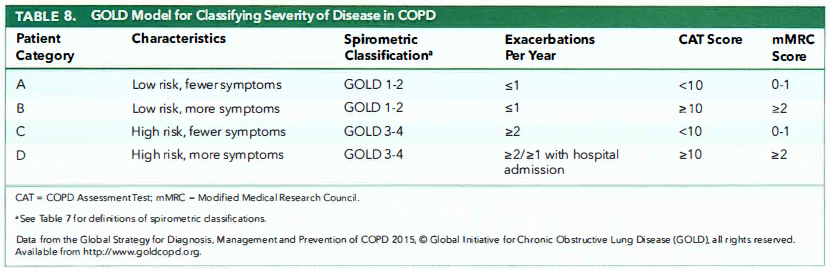 TABLE 8. GOLD Model for Classifying Severity of Disease in COPD
Patient Category Characteristics Spirometric Classificationᵃ Exacerbations Per Year CAT Score mMRC Score
A Low risk, fewer symptoms GOLD 1-2 ≤1 <10 0-1
B Low risk, more symptoms GOLD 1-2 ≤1 ≥10 ≥2
C High risk, fewer symptoms GOLD 3-4 ≥2 <10 0-1
D High risk, more symptoms GOLD 3-4 ≥2/≥1 with hospital admission ≥10 ≥2
CAT = COPD Assessment Test; mMRC = Modified Medical Research Council.
ᵃSee Table 7 for definitions of spirometric classifications.
Data from the Global Strategy for Diagnosis, Management and Prevention of COPD 2015, © Global Initiative for Chronic Obstructive Lung Disease (GOLD), all rights reserved.
Available from http://www.goldcopd.org.